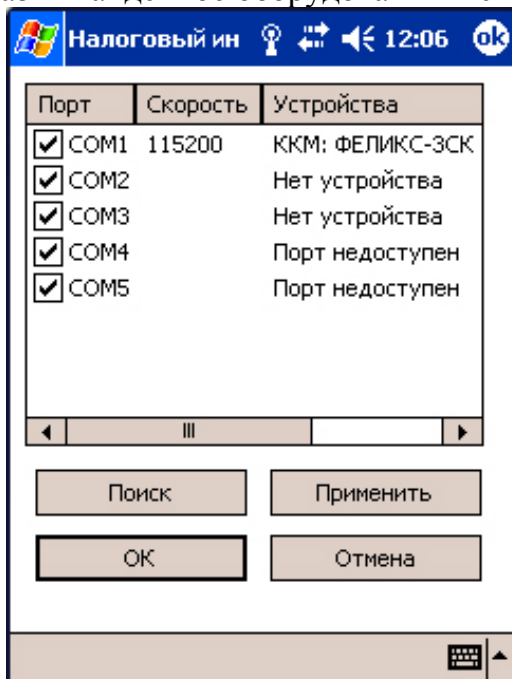 Налоговый ин 12:06 ok
Порт Скорость Устройства
COM1 115200 ККМ: ФЕЛИКС-3СК
COM2 Нет устройства
COM3 Нет устройства
COM4 Порт недоступен
COM5 Порт недоступен
Поиск Применить
ОК Отмена